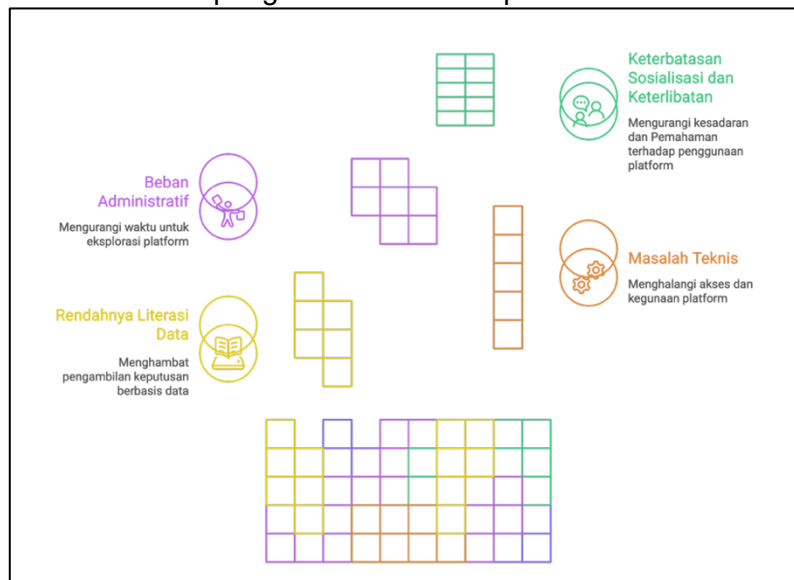 Keterbatasan
Sosialisasi dan
Keterlibatan
Mengurangi kesadaran
dan Pemahaman
terhadap penggunaan
platform
Beban
Administratif
Mengurangi waktu untuk
eksplorasi platform
Masalah Teknis
Menghalangi akses dan
kegunaan platform
Rendahnya Literasi
Data
Menghambat
pengambilan keputusan
berbasis data